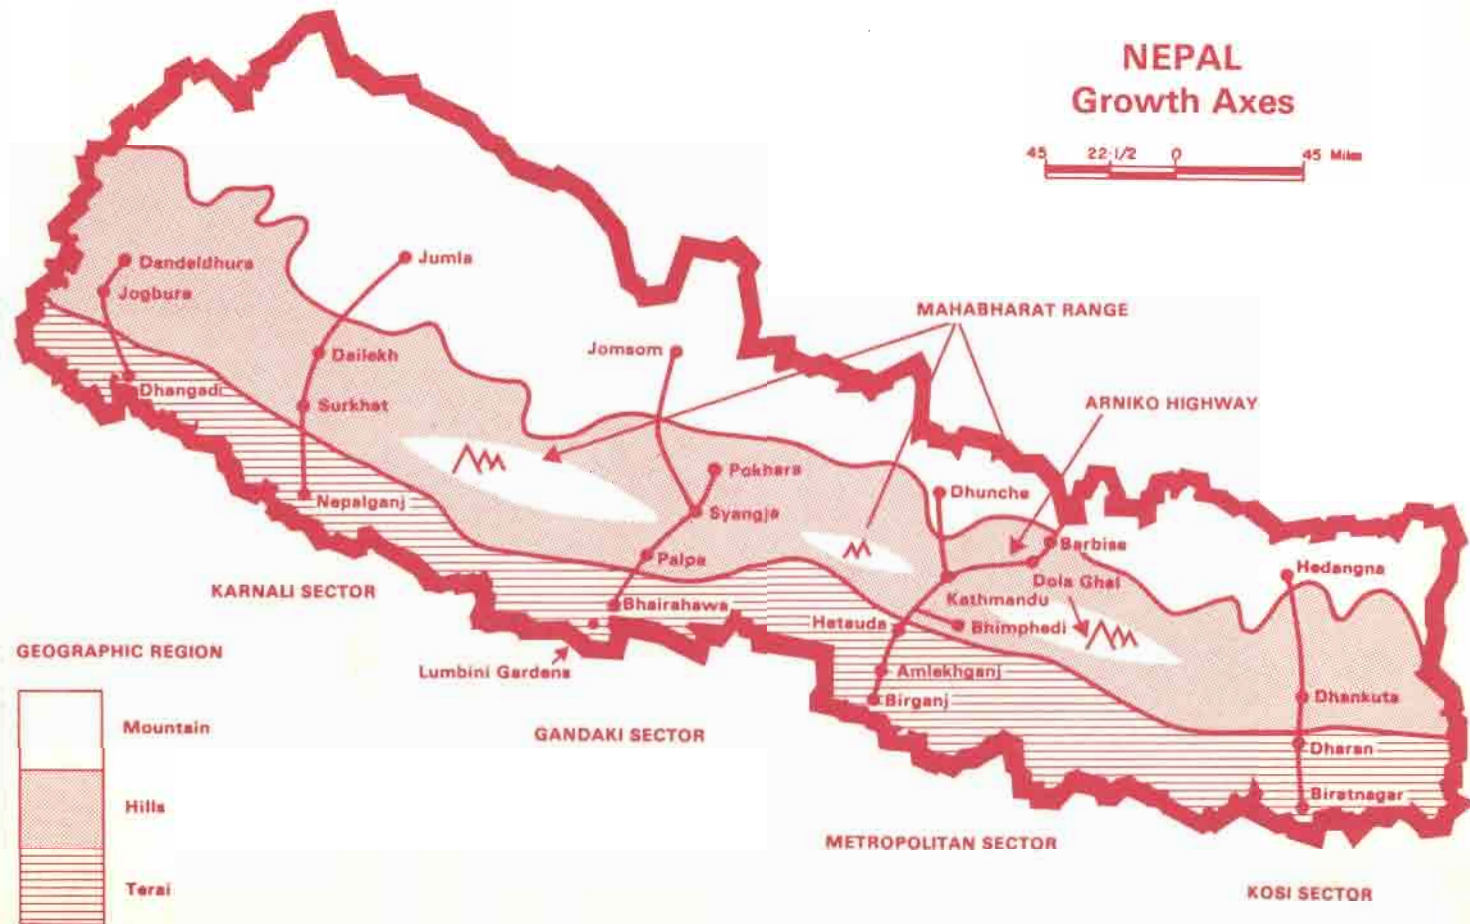 NEPAL
Growth Axes
45 22-1/2 0 45 Miles
Dandeldhura
Jogbura
Dhangadi
Jumla
Dailekh
Surkhet
Nepalganj
Jomsom
MAHABHARAT RANGE
ARNIKO HIGHWAY
Pokhara
Syangja
Palpa
Bhairahawa
Lumbini Gardens
Dhunche
Barbise
Dola Ghat
Kathmandu
Bhimphedi
Hetauda
Amlekhganj
Birganj
Hedangna
Dhankuta
Dharan
Biratnagar
KARNALI SECTOR
GANDAKI SECTOR
METROPOLITAN SECTOR
KOSI SECTOR
GEOGRAPHIC REGION
Mountain
Hills
Terai